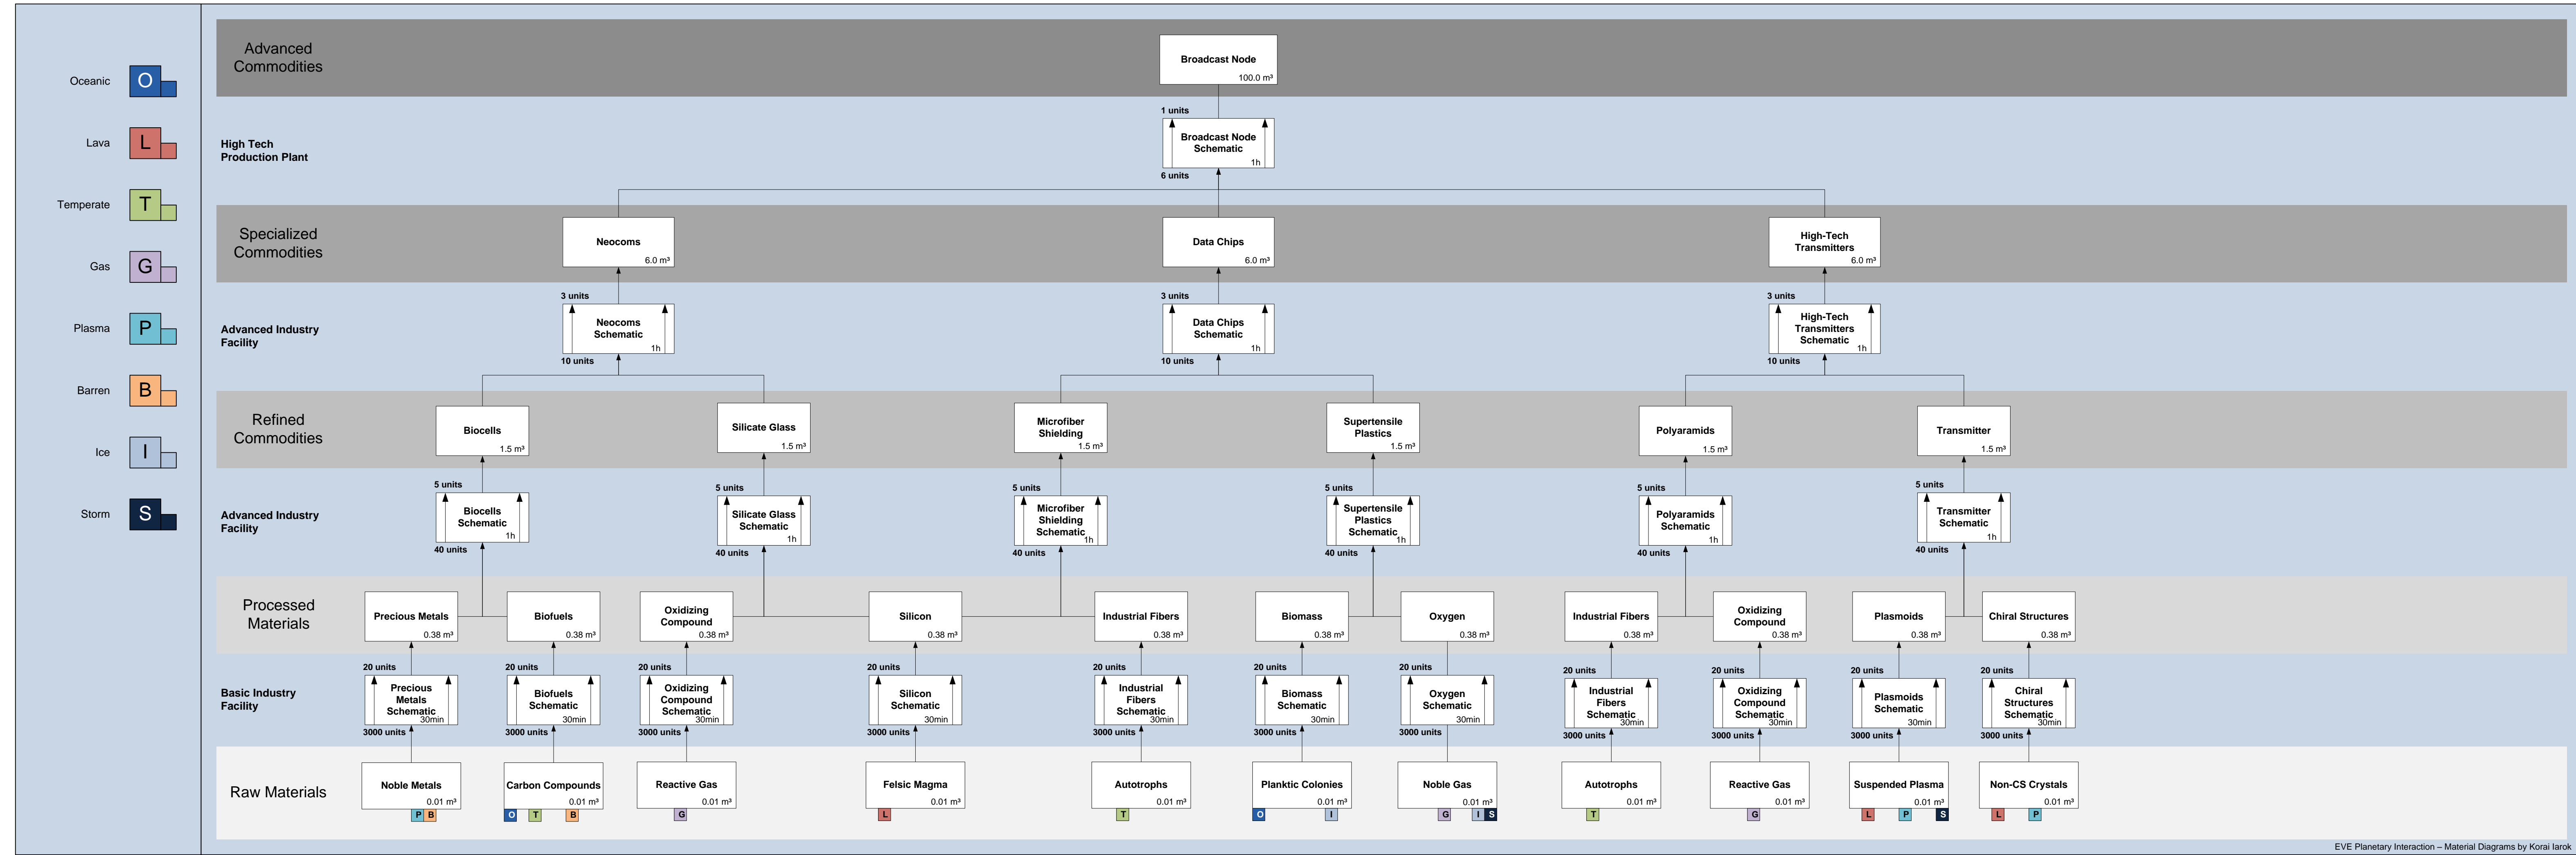 Oceanic
O
Lava
L
Temperate
T
Gas
G
Plasma
P
Barren
B
Ice
I
Storm
S
Advanced
Commodities
Broadcast Node
100.0 m³
1 units
High Tech
Production Plant
Broadcast Node
Schematic
1h
6 units
Specialized
Commodities
Neocoms
6.0 m³
Data Chips
6.0 m³
High-Tech
Transmitters
6.0 m³
3 units
3 units
3 units
Advanced Industry
Facility
Neocoms
Schematic
1h
Data Chips
Schematic
1h
High-Tech
Transmitters
Schematic
1h
10 units
10 units
10 units
Refined
Commodities
Biocells
1.5 m³
Silicate Glass
1.5 m³
Microfiber
Shielding
1.5 m³
Supertensile
Plastics
1.5 m³
Polyaramids
1.5 m³
Transmitter
1.5 m³
5 units
5 units
5 units
5 units
5 units
5 units
Advanced Industry
Facility
Biocells
Schematic
1h
Silicate Glass
Schematic
1h
Microfiber
Shielding
Schematic
1h
Supertensile
Plastics
Schematic
1h
Polyaramids
Schematic
1h
Transmitter
Schematic
1h
40 units
40 units
40 units
40 units
40 units
40 units
Processed
Materials
Precious Metals
0.38 m³
Biofuels
0.38 m³
Oxidizing
Compound
0.38 m³
Silicon
0.38 m³
Industrial Fibers
0.38 m³
Biomass
0.38 m³
Oxygen
0.38 m³
Industrial Fibers
0.38 m³
Oxidizing
Compound
0.38 m³
Plasmoids
0.38 m³
Chiral Structures
0.38 m³
20 units
20 units
20 units
20 units
20 units
20 units
20 units
20 units
20 units
20 units
20 units
Basic Industry
Facility
Precious
Metals
Schematic
30min
Biofuels
Schematic
30min
Oxidizing
Compound
Schematic
30min
Silicon
Schematic
30min
Industrial
Fibers
Schematic
30min
Biomass
Schematic
30min
Oxygen
Schematic
30min
Industrial
Fibers
Schematic
30min
Oxidizing
Compound
Schematic
30min
Plasmoids
Schematic
30min
Chiral
Structures
Schematic
30min
3000 units
3000 units
3000 units
3000 units
3000 units
3000 units
3000 units
3000 units
3000 units
3000 units
3000 units
Raw Materials
Noble Metals
0.01 m³
P B
Carbon Compounds
0.01 m³
O T B
Reactive Gas
0.01 m³
G
Felsic Magma
0.01 m³
L
Autotrophs
0.01 m³
T
Planktic Colonies
0.01 m³
O I
Noble Gas
0.01 m³
G I S
Autotrophs
0.01 m³
T
Reactive Gas
0.01 m³
G
Suspended Plasma
0.01 m³
L P S
Non-CS Crystals
0.01 m³
L P
EVE Planetary Interaction – Material Diagrams by Korai Iarok